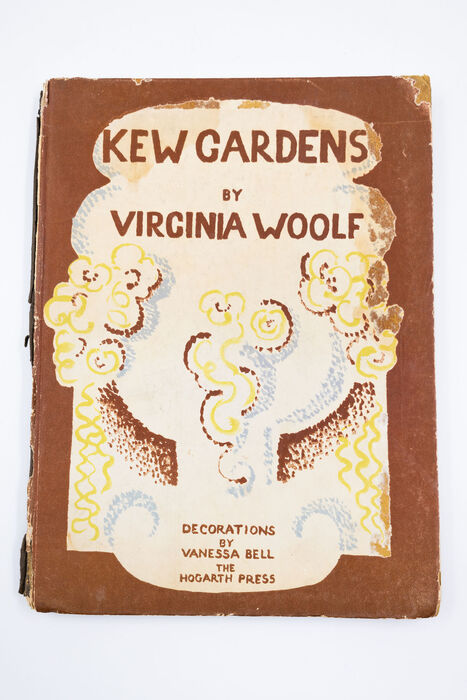 KEW GARDENS
BY
VIRGINIA WOOLF
DECORATIONS
BY
VANESSA BELL
THE
HOGARTH PRESS